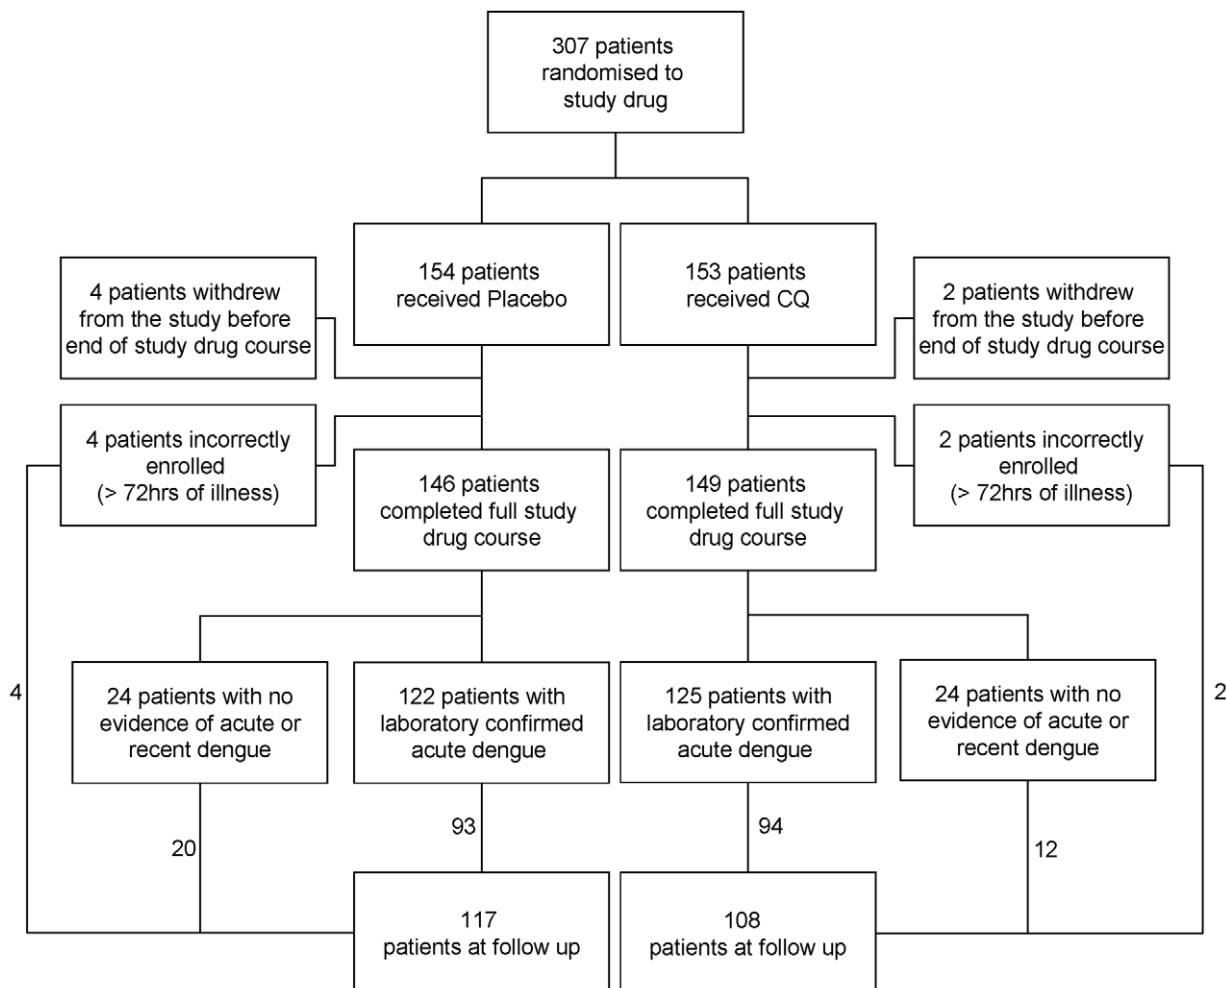 307 patients
randomised to
study drug
154 patients
received Placebo
153 patients
received CQ
4 patients withdrew
from the study before
end of study drug course
2 patients withdrew
from the study before
end of study drug course
4 patients incorrectly
enrolled
(> 72hrs of illness)
2 patients incorrectly
enrolled
(> 72hrs of illness)
146 patients
completed full study
drug course
149 patients
completed full study
drug course
4
24 patients with no
evidence of acute or
recent dengue
122 patients with
laboratory confirmed
acute dengue
125 patients with
laboratory confirmed
acute dengue
24 patients with no
evidence of acute or
recent dengue
2
20
93
94
12
117
patients at follow up
108
patients at follow up